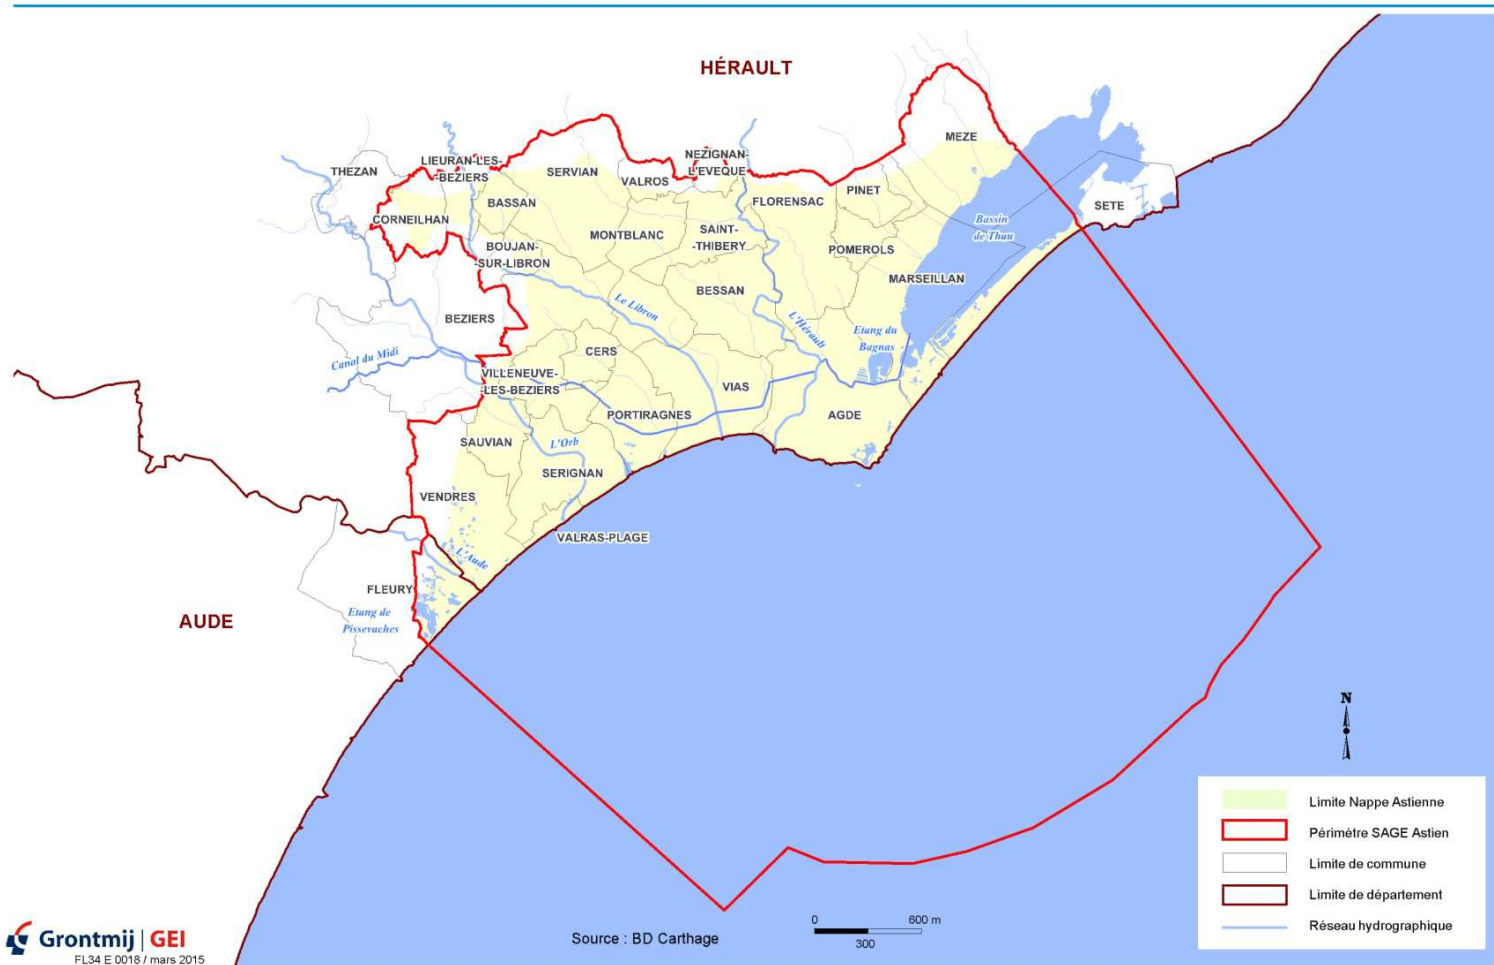 HÉRAULT
MEZE
THEZAN
LIEURAN-LES-
-BEZIERS
SERVIAN
VALROS
NEZIGNAN-
L'EVEQUE
PINET
FLORENSAC
SETE
Bassin
de Thau
CORNEILHAN
BASSAN
MONTBLANC
SAINT-
-THIBERY
BOUJAN-
-SUR-LIBRON
POMEROLS
MARSEILLAN
BESSAN
BEZIERS
Le Libron
L'Hérault
Etang du
Bagnas
Canal du Midi
CERS
VILLENEUVE-
-LES-BEZIERS
VIAS
PORTIRAGNES
AGDE
SAUVIAN
L'Orb
SERIGNAN
VENDRES
VALRAS-PLAGE
L'Aude
FLEURY
Etang de
Pissevaches
AUDE
N
Limite Nappe Astienne
Périmètre SAGE Astien
Limite de commune
Limite de département
Réseau hydrographique
0 600 m
300
Source : BD Carthage
Grontmij | GEI
FL34 E 0018 / mars 2015